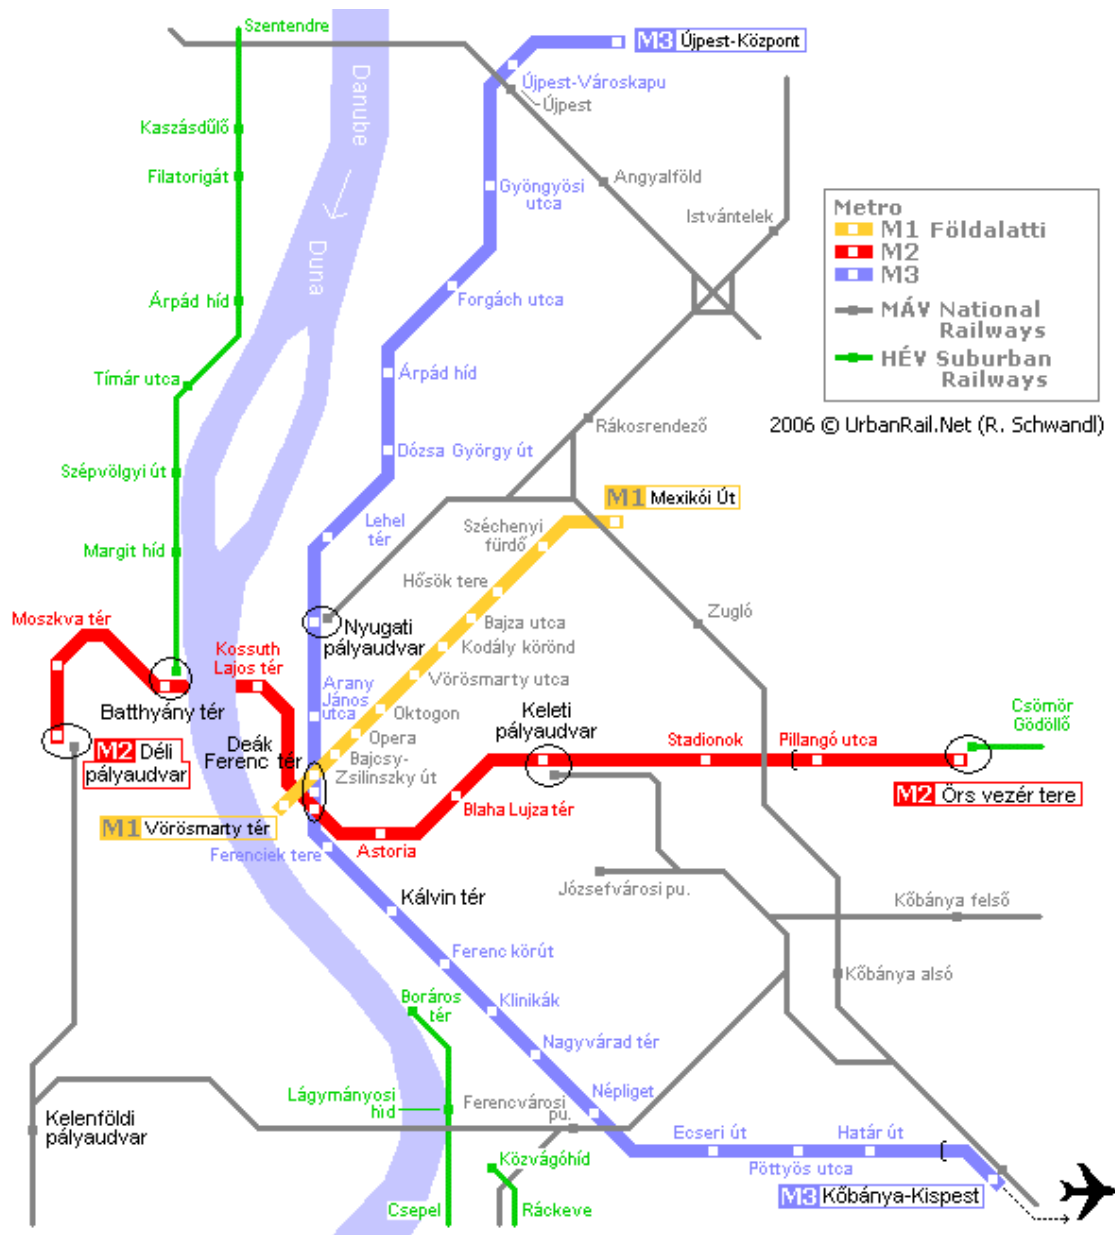 Szentendre
M3 Újpest-Központ
Újpest-Városkapu
Újpest
Danube
Kaszásdűlő
Filatorigát
Angyalföld
Gyöngyösi
utca
Istvántelek
Metro
M1 Földalatti
M2
M3
MÁV National
Railways
HÉV Suburban
Railways
2006 © UrbanRail.Net (R. Schwandl)
Duna
Árpád híd
Forgách utca
Tímár utca
Árpád híd
Rákosrendező
Szépvölgyi út
Dózsa György út
M1 Mexikói Út
Lehel
tér
Széchenyi
fürdő
Margit híd
Hősök tere
Moszkva tér
Nyugati
pályaudvar
Bajza utca
Zugló
Kodály körönd
Kossuth
Lajos tér
Vörösmarty utca
Arany
János
utca
Batthyány tér
Oktogon
Keleti
pályaudvar
Csömör
Gödöllő
M2 Déli
pályaudvar
Deák
Ferenc tér
Opera
Bajcsy-
Zsilinszky út
Stadionok
Pillangó utca
M2 Örs vezér tere
Blaha Lujza tér
M1 Vörösmarty tér
Ferenciek tere
Astoria
Józsefvárosi pu.
Kálvin tér
Kőbánya felső
Ferenc körút
Kőbánya alsó
Boráros
tér
Klinikák
Nagyvárad tér
Lágymányosi
híd
Ferencvárosi
pu.
Népliget
Kelenföldi
pályaudvar
Ecseri út
Határ út
Közvágóhíd
Pöttyös utca
M3 Kőbánya-Kispest
Csepel
Ráckeve